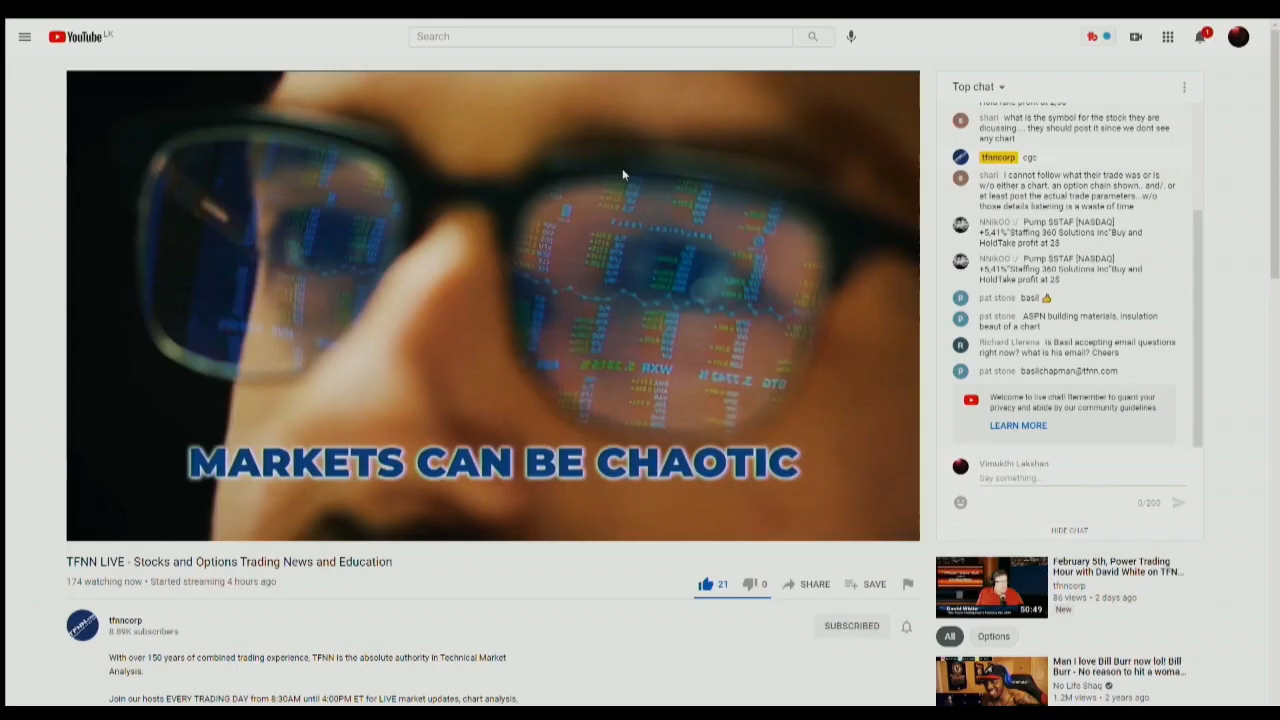 YouTube LK
Search
1
MARKETS CAN BE CHAOTIC
TFNN LIVE - Stocks and Options Trading News and Education
174 watching now • Started streaming 4 hours ago
21
0
SHARE
SAVE
tfnncorp
8.89K subscribers
SUBSCRIBED
With over 150 years of combined trading experience, TFNN is the absolute authority in Technical Market
Analysis.
Join our hosts EVERY TRADING DAY from 8:30AM until 4:00PM ET for LIVE market updates, chart analysis,
Top chat
shari what is the symbol for the stock they are
dicussing.... they should post it since we dont see
any chart
tfnncorp cgc
shari I cannot follow what their trade was or is
w/o either a chart. an option chain shown.. and/. or
at least post the actual trade parameters...w/o
those details listening is a waste of time
NNikOO :/ Pump $STAF [NASDAQ]
+5,41%"Staffing 360 Solutions Inc"Buy and
HoldTake profit at 2$
NNikOO :/ Pump $STAF [NASDAQ]
+5,41%"Staffing 360 Solutions Inc"Buy and
HoldTake profit at 2$
pat stone basil 👍
pat stone ASPN building materials, insulation
beaut of a chart
Richard Llerena is Basil accepting email questions
right now? what is his email? Cheers
pat stone basilchapman@tfnn.com
Welcome to live chat! Remember to guard your
privacy and abide by our community guidelines.
LEARN MORE
Vimukthi Lakshan
Say something...
0/200
HIDE CHAT
February 5th, Power Trading
Hour with David White on TFN...
tfnncorp
86 views • 2 days ago
New
David White
50:49
All
Options
Man I love Bill Burr now lol! Bill
Burr - No reason to hit a woma...
No Life Shaq
1.2M views • 2 years ago